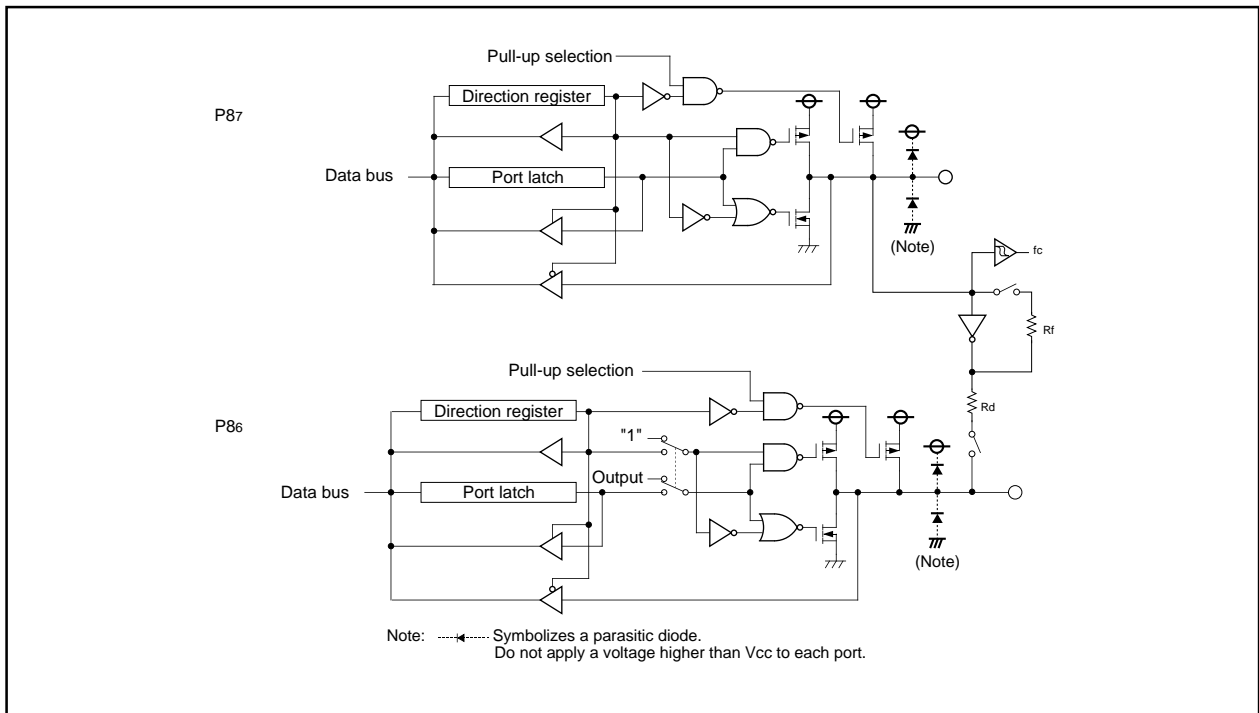 Pull-up selection
Direction register
P87
Data bus
Port latch
(Note)
fc
Rf
Pull-up selection
Direction register
Rd
P86
"1"
Output
Data bus
Port latch
(Note)
Note: Symbolizes a parasitic diode.
Do not apply a voltage higher than Vcc to each port.